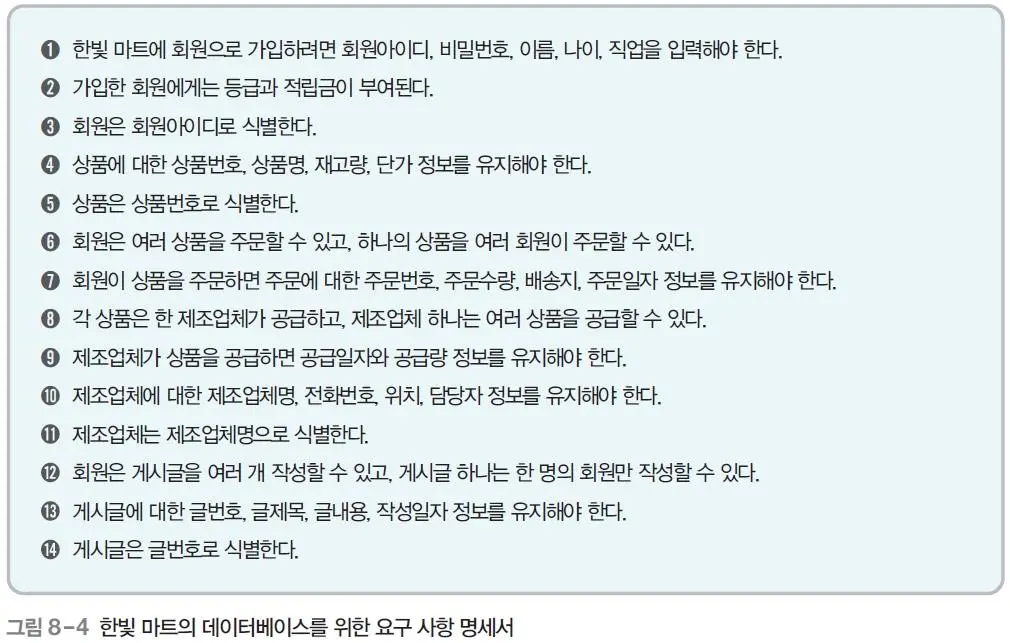 ❶ 한빛 마트에 회원으로 가입하려면 회원아이디, 비밀번호, 이름, 나이, 직업을 입력해야 한다.
❷ 가입한 회원에게는 등급과 적립금이 부여된다.
❸ 회원은 회원아이디로 식별한다.
❹ 상품에 대한 상품번호, 상품명, 재고량, 단가 정보를 유지해야 한다.
❺ 상품은 상품번호로 식별한다.
❻ 회원은 여러 상품을 주문할 수 있고, 하나의 상품을 여러 회원이 주문할 수 있다.
❼ 회원이 상품을 주문하면 주문에 대한 주문번호, 주문수량, 배송지, 주문일자 정보를 유지해야 한다.
❽ 각 상품은 한 제조업체가 공급하고, 제조업체 하나는 여러 상품을 공급할 수 있다.
❾ 제조업체가 상품을 공급하면 공급일자와 공급량 정보를 유지해야 한다.
❿ 제조업체에 대한 제조업체명, 전화번호, 위치, 담당자 정보를 유지해야 한다.
⓫ 제조업체는 제조업체명으로 식별한다.
⓬ 회원은 게시글을 여러 개 작성할 수 있고, 게시글 하나는 한 명의 회원만 작성할 수 있다.
⓭ 게시글에 대한 글번호, 글제목, 글내용, 작성일자 정보를 유지해야 한다.
⓮ 게시글은 글번호로 식별한다.
그림 8-4 한빛 마트의 데이터베이스를 위한 요구 사항 명세서